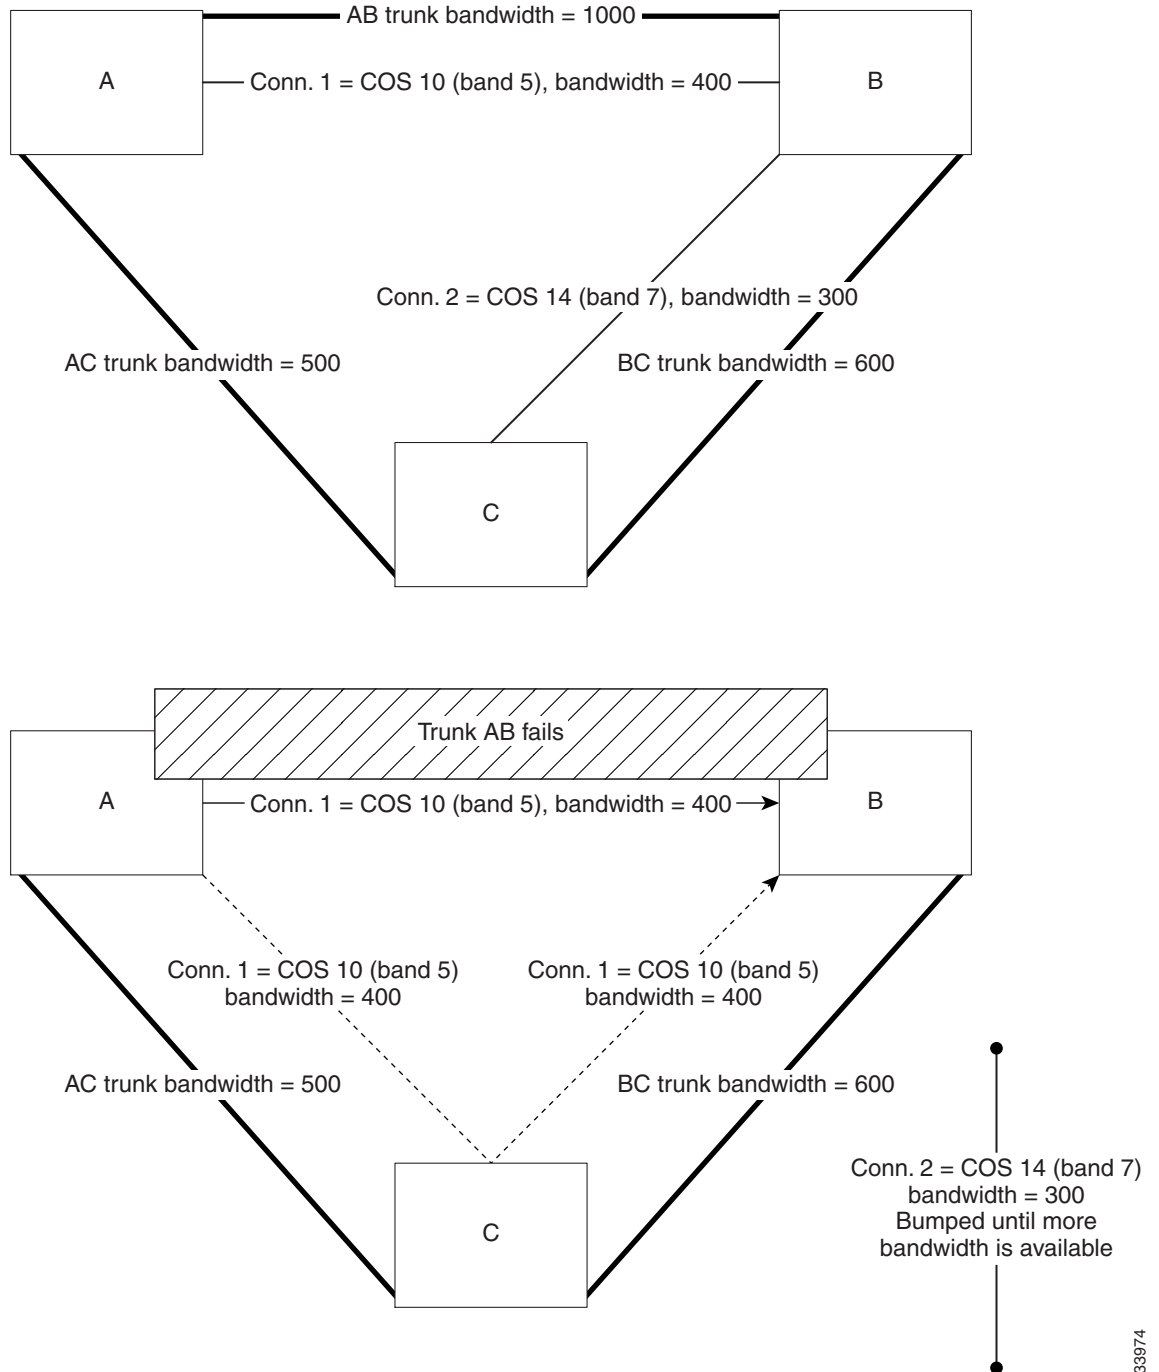 AB trunk bandwidth = 1000
A
Conn. 1 = COS 10 (band 5), bandwidth = 400
B
Conn. 2 = COS 14 (band 7), bandwidth = 300
AC trunk bandwidth = 500
BC trunk bandwidth = 600
C
Trunk AB fails
A
Conn. 1 = COS 10 (band 5), bandwidth = 400
B
Conn. 1 = COS 10 (band 5)
bandwidth = 400
Conn. 1 = COS 10 (band 5)
bandwidth = 400
AC trunk bandwidth = 500
BC trunk bandwidth = 600
Conn. 2 = COS 14 (band 7)
bandwidth = 300
Bumped until more
bandwidth is available
C
33974